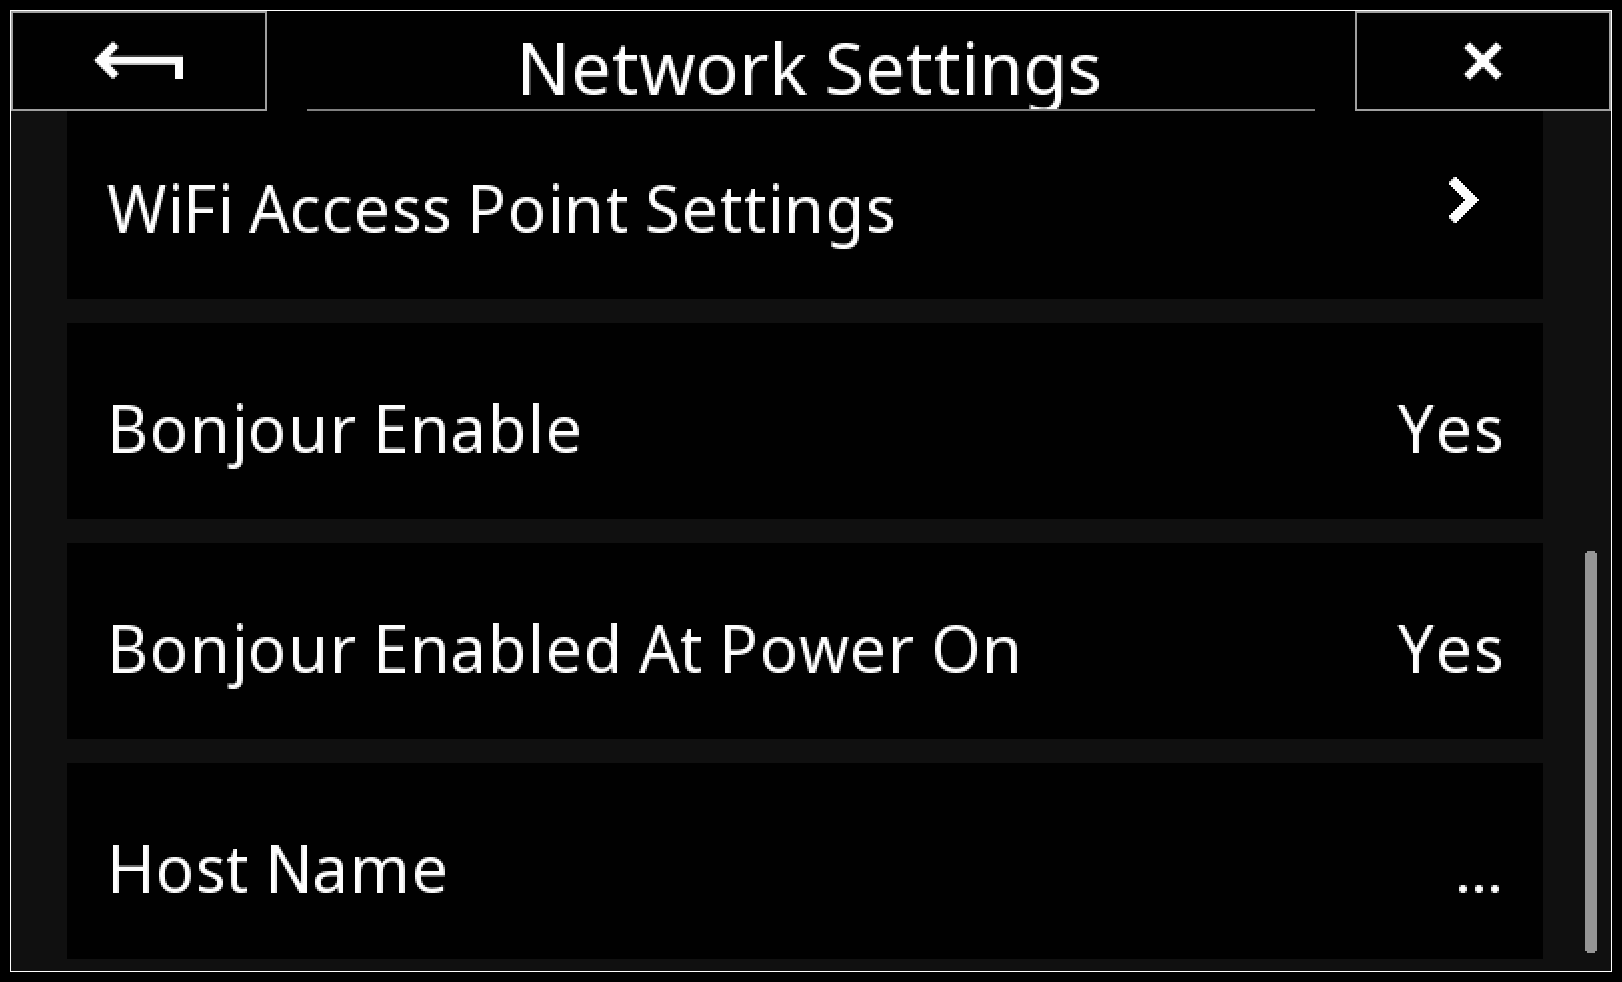 Network Settings
WiFi Access Point Settings
Bonjour Enable Yes
Bonjour Enabled At Power On Yes
Host Name ...